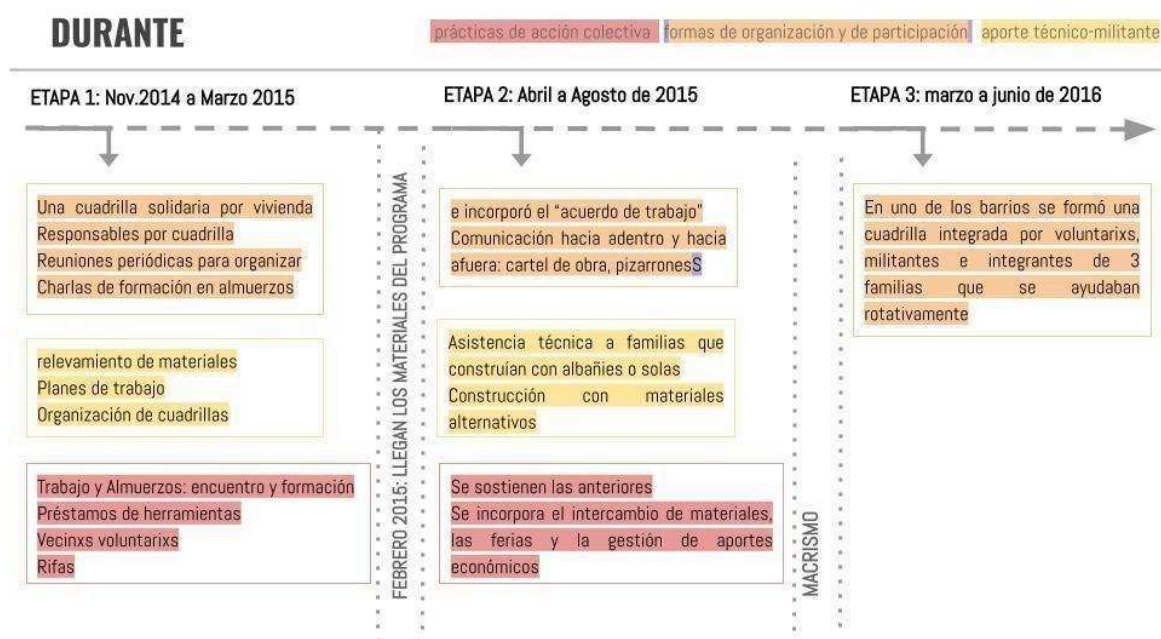 DURANTE
prácticas de acción colectiva formas de organización y de participación aporte técnico-militante
ETAPA 1: Nov.2014 a Marzo 2015
Una cuadrilla solidaria por vivienda
Responsables por cuadrilla
Reuniones periódicas para organizar
Charlas de formación en almuerzos
relevamiento de materiales
Planes de trabajo
Organización de cuadrillas
Trabajo y Almuerzos: encuentro y formación
Préstamos de herramientas
Vecinxs voluntarixs
Rifas
FEBRERO 2015: LLEGAN LOS MATERIALES DEL PROGRAMA
ETAPA 2: Abril a Agosto de 2015
e incorporó el “acuerdo de trabajo”
Comunicación hacia adentro y hacia
afuera: cartel de obra, pizarronesS
Asistencia técnica a familias que
construían con albañies o solas
Construcción con materiales
alternativos
Se sostienen las anteriores
Se incorpora el intercambio de materiales,
las ferias y la gestión de aportes
económicos
MACRISMO
ETAPA 3: marzo a junio de 2016
En uno de los barrios se formó una
cuadrilla integrada por voluntarixs,
militantes e integrantes de 3
familias que se ayudaban
rotativamente